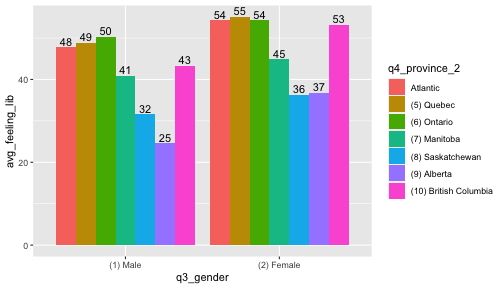 48 49 50 41 32 25 43 54 55 54 45 36 37 53
40
20
0
avg_feeling_lib
(1) Male (2) Female
q3_gender
q4_province_2
Atlantic
(5) Quebec
(6) Ontario
(7) Manitoba
(8) Saskatchewan
(9) Alberta
(10) British Columbia